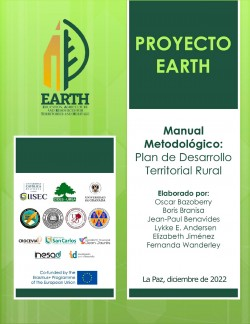 PROYECTO
EARTH
EARTH
Manual
Metodológico:
Plan de Desarrollo
Territorial Rural
Elaborado por:
Oscar Bazoberry
Boris Branisa
Jean-Paul Benavides
Lykke E. Andersen
Elizabeth Jiménez
Fernanda Wanderley
IISEC
SAN CARLOS
inesad
Co-funded by the
Erasmus+ Programme
of the European Union
La Paz, diciembre de 2022